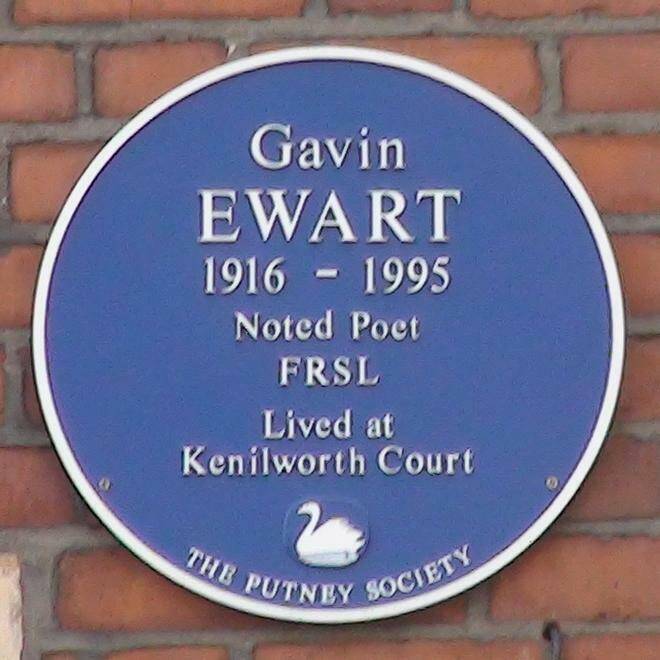 Gavin
EWART
1916 - 1995
Noted Poet
FRSL
Lived at
Kenilworth Court
THE PUTNEY SOCIETY